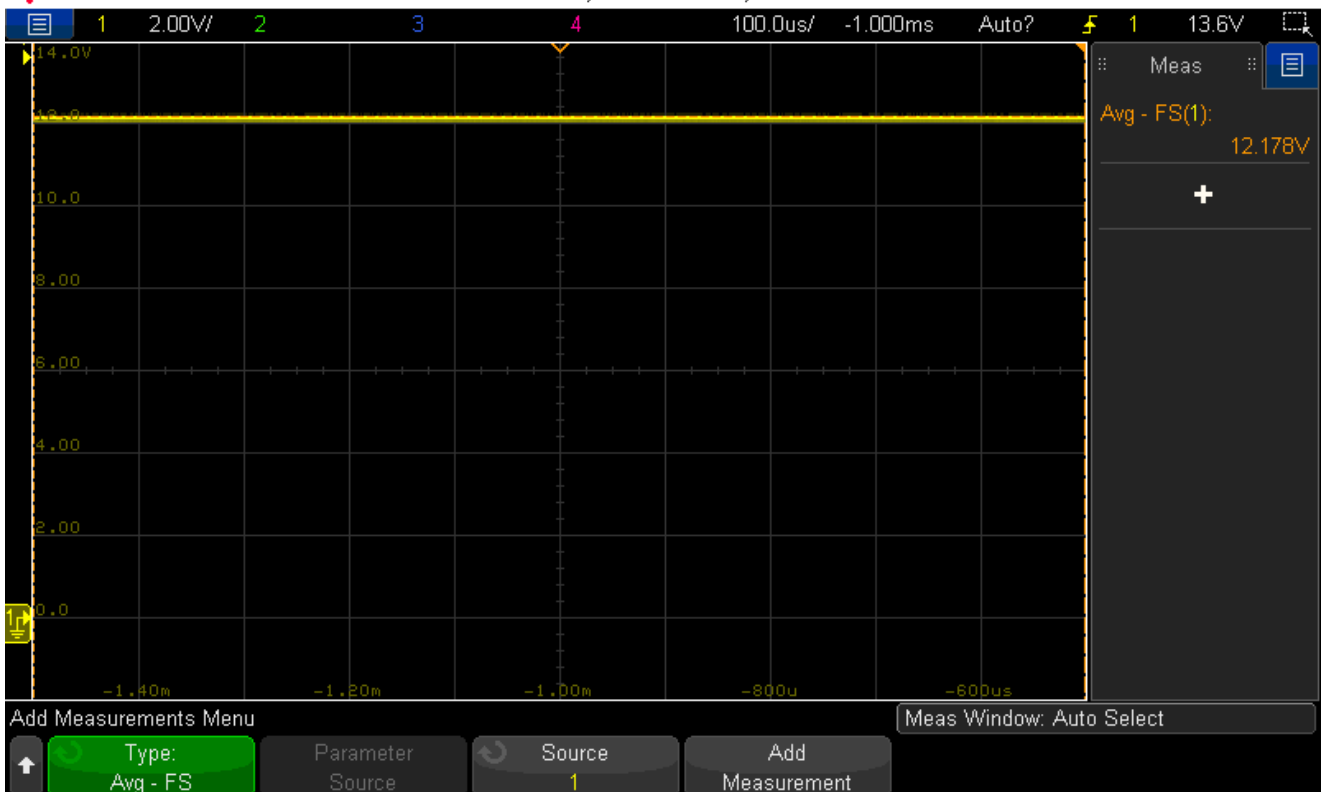 1 2.00V/ 2 3 4 100.0us/ -1.000ms Auto? 1 13.6V
14.0V
12.0
10.0
8.00
6.00
4.00
2.00
0.0
1
-1.40m -1.20m -1.00m -800u -600us
Meas
Avg - FS(1):
12.178V
+
Add Measurements Menu
Meas Window: Auto Select
Type:
Avg - FS
Parameter
Source
Source
1
Add
Measurement